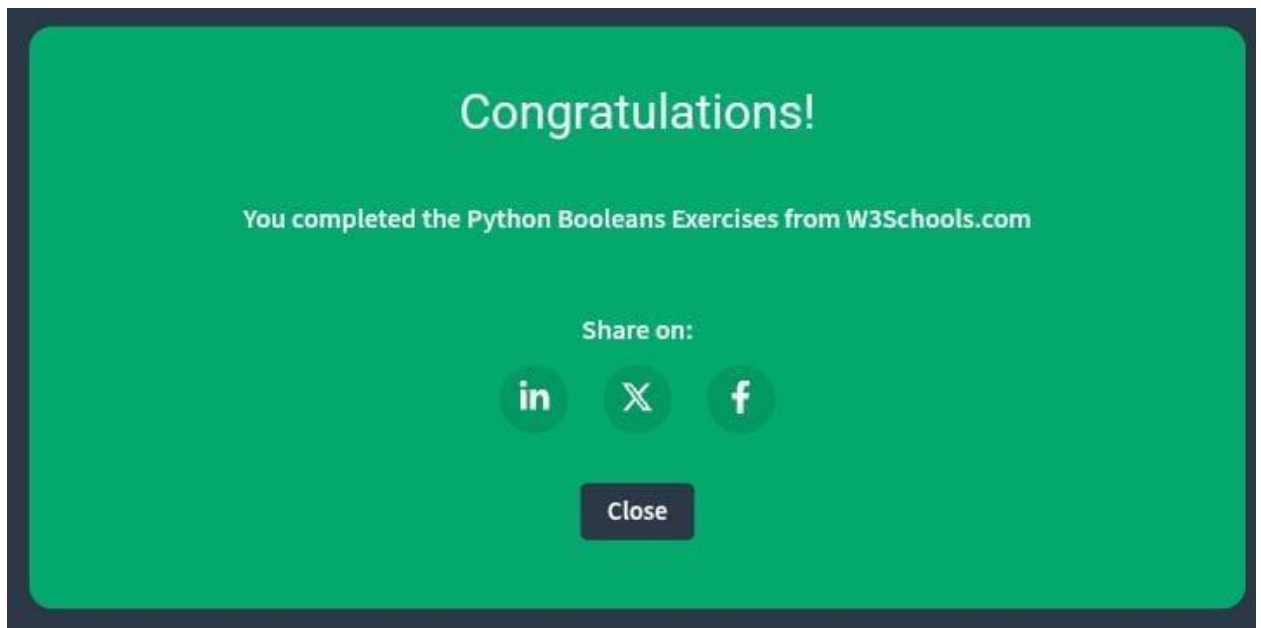 Congratulations!
You completed the Python Booleans Exercises from W3Schools.com
Share on:
in X f
Close